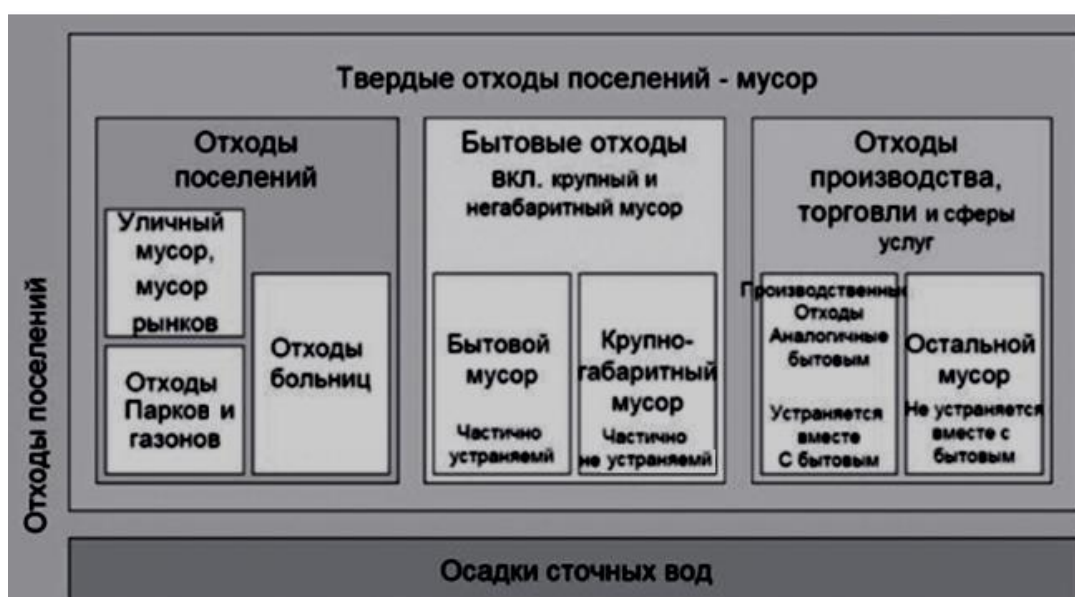 Твердые отходы поселений - мусор
Отходы
поселений
Уличный
мусор,
мусор
рынков
Отходы
Парков и
газонов
Отходы
больниц
Бытовые отходы
ВКЛ. крупный и
негабаритный мусор
Бытовой
мусор
Частично
устраняемй
Крупно-
габаритный
мусор
Частично
не устраняемй
Отходы
производства,
торговли и сферы
услуг
Производственные
Отходы
Аналогичные
бытовым
Устраняется
вместе
С бытовым
Остальной
мусор
Не устраняется
вместе с
бытовым
Отходы поселений
Осадки сточных вод